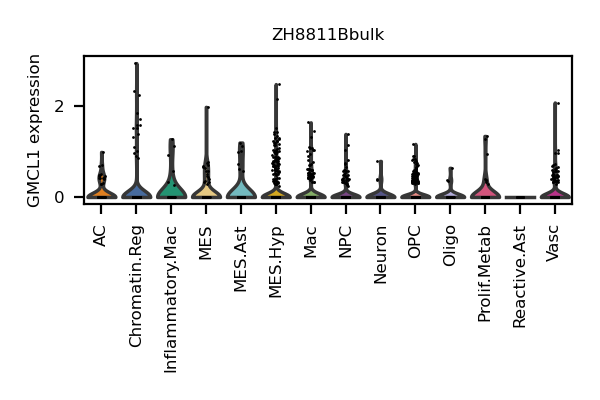 ZH8811Bbulk
GMCL1 expression
2
0
AC
Chromatin.Reg
Inflammatory.Mac
MES
MES.Ast
MES.Hyp
Mac
NPC
Neuron
OPC
Oligo
Prolif.Metab
Reactive.Ast
Vasc